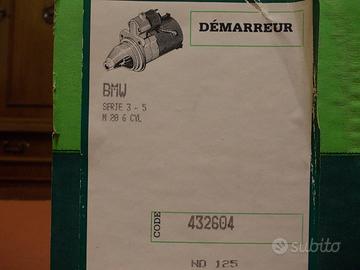 DÉMARREUR
BMW
SERIE 3 - 5
M 20 6 CYL
CODE
432604
ND 125
subito